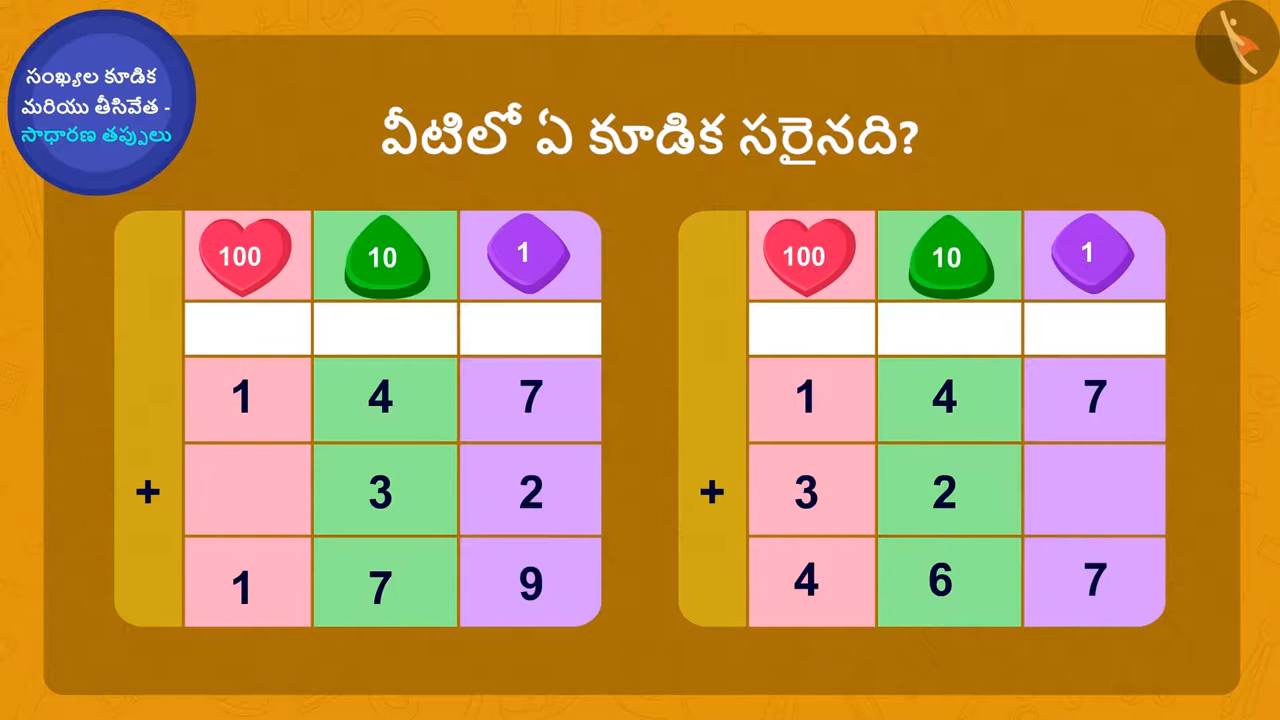 సంఖ్యల కూడిక
మరియు తీసివేత -
సాధారణ తప్పులు
వీటిలో ఏ కూడిక సరైనది?
100 10 1
1 4 7
+ 3 2
1 7 9
100 10 1
1 4 7
+ 3 2
4 6 7